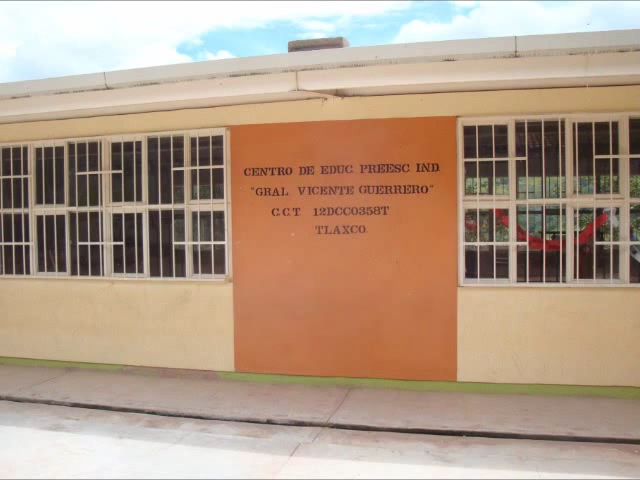 CENTRO DE EDUC PREESC IND.
"GRAL VICENTE GUERRERO"
C.C.T 12DCC0358T
TLAXCO.